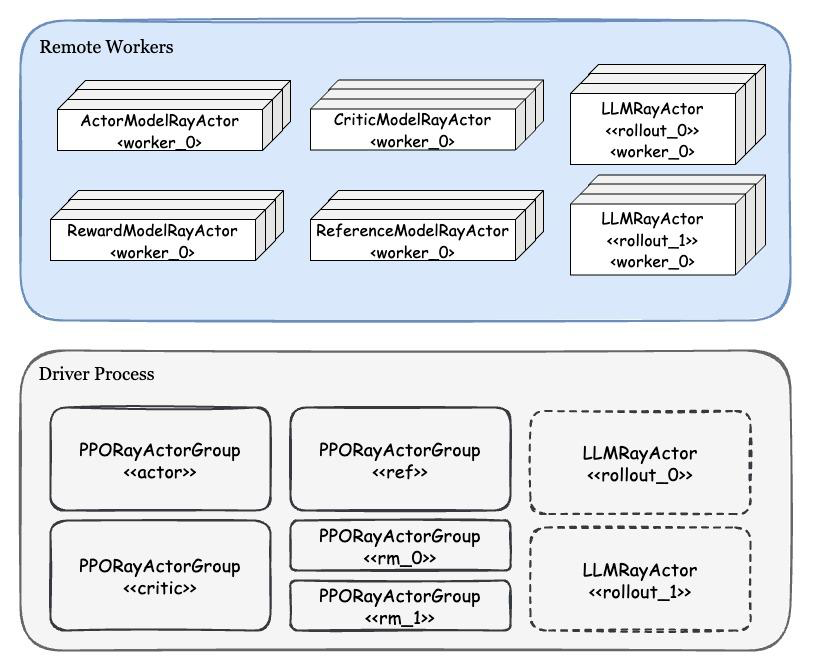 Remote Workers
ActorModelRayActor
<worker_0>
CriticModelRayActor
<worker_0>
LLMRayActor
<<rollout_0>>
<worker_0>
RewardModelRayActor
<worker_0>
ReferenceModelRayActor
<worker_0>
LLMRayActor
<<rollout_1>>
<worker_0>
Driver Process
PPORayActorGroup
<<actor>>
PPORayActorGroup
<<ref>>
LLMRayActor
<<rollout_0>>
PPORayActorGroup
<<critic>>
PPORayActorGroup
<<rm_0>>
PPORayActorGroup
<<rm_1>>
LLMRayActor
<<rollout_1>>